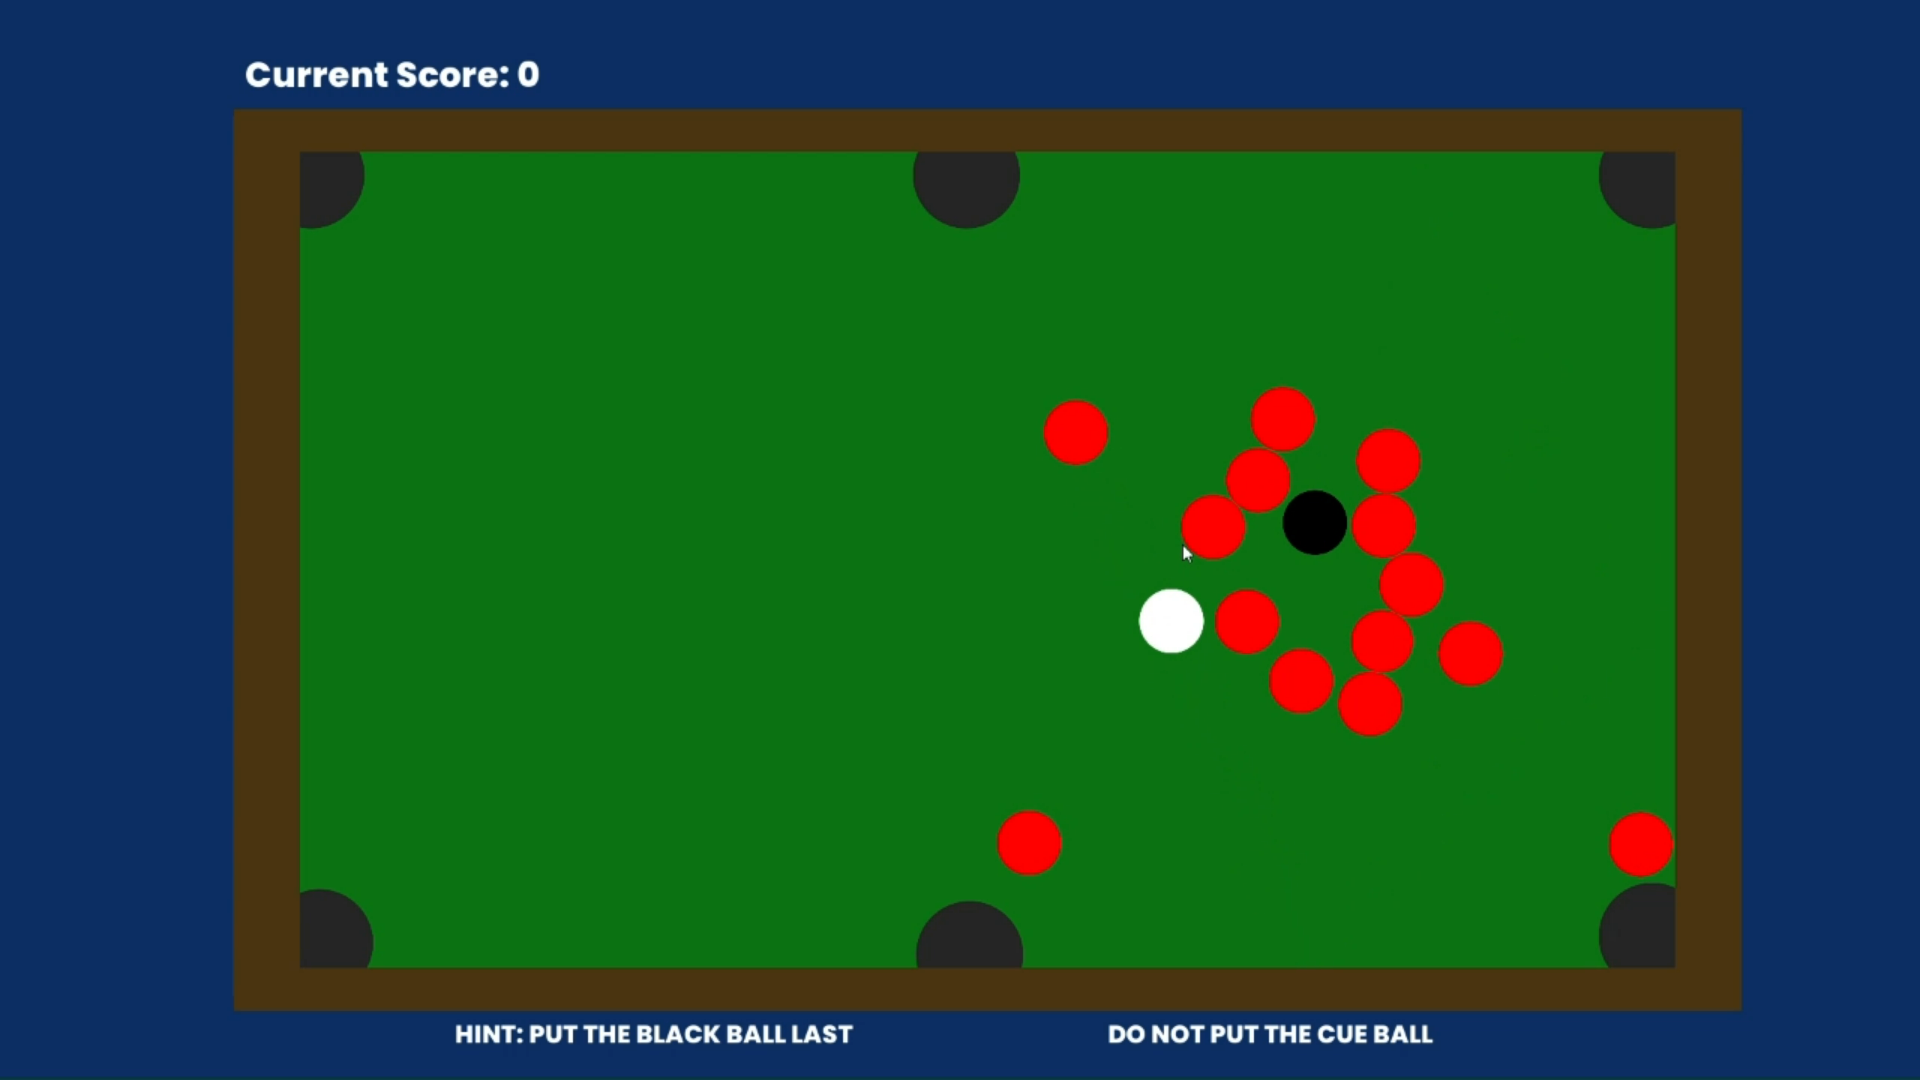 Current Score: 0
HINT: PUT THE BLACK BALL LAST
DO NOT PUT THE CUE BALL